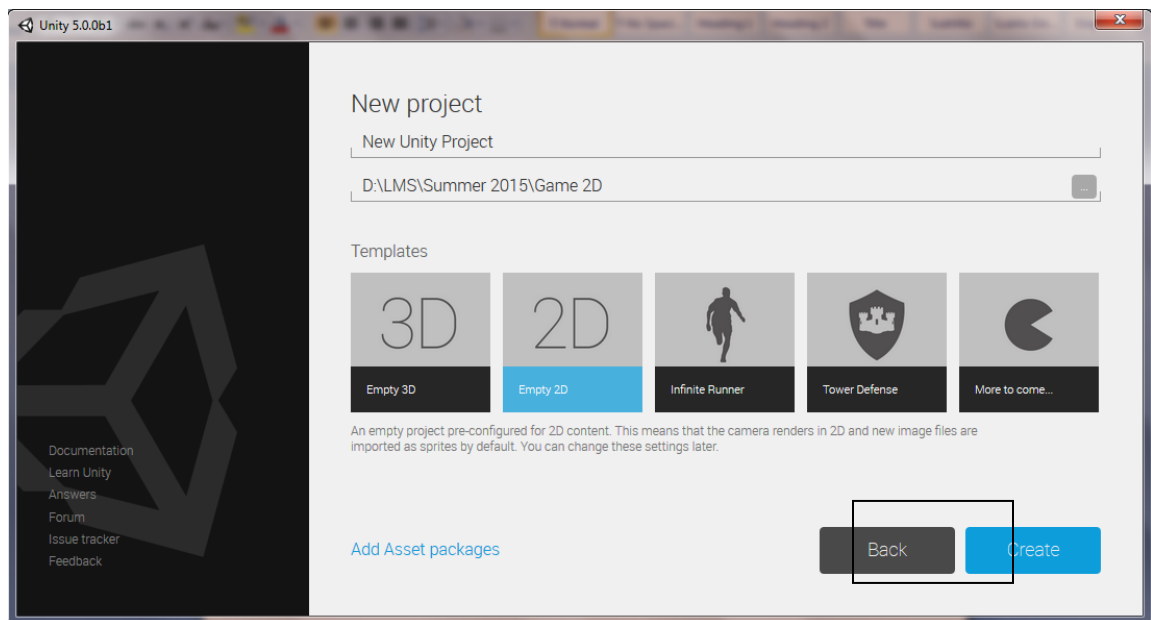 Unity 5.0.0b1
New project
New Unity Project
D:\LMS\Summer 2015\Game 2D
...
Templates
3D
2D
Empty 3D
Empty 2D
Infinite Runner
Tower Defense
More to come...
An empty project pre-configured for 2D content. This means that the camera renders in 2D and new image files are
imported as sprites by default. You can change these settings later.
Documentation
Learn Unity
Answers
Forum
Issue tracker
Feedback
Add Asset packages
Back
Create